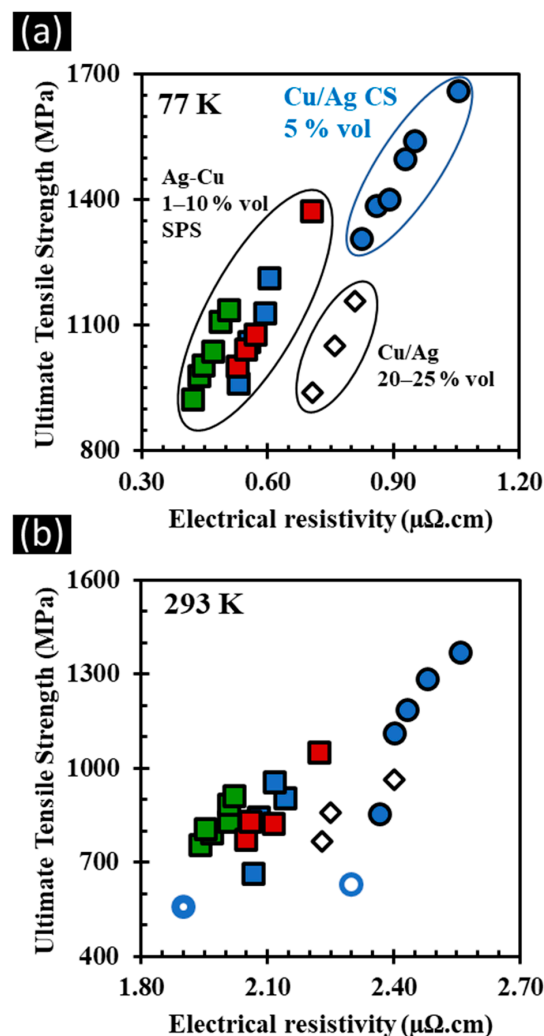 (a)
1700
1400
1100
800
Ultimate Tensile Strength (MPa)
77 K
Cu/Ag CS
5 % vol
Ag-Cu
1–10 % vol
SPS
Cu/Ag
20–25 % vol
0.30 0.60 0.90 1.20
Electrical resistivity (μΩ.cm)
(b)
1600
1300
1000
700
400
Ultimate Tensile Strength (MPa)
293 K
1.80 2.10 2.40 2.70
Electrical resistivity (μΩ.cm)